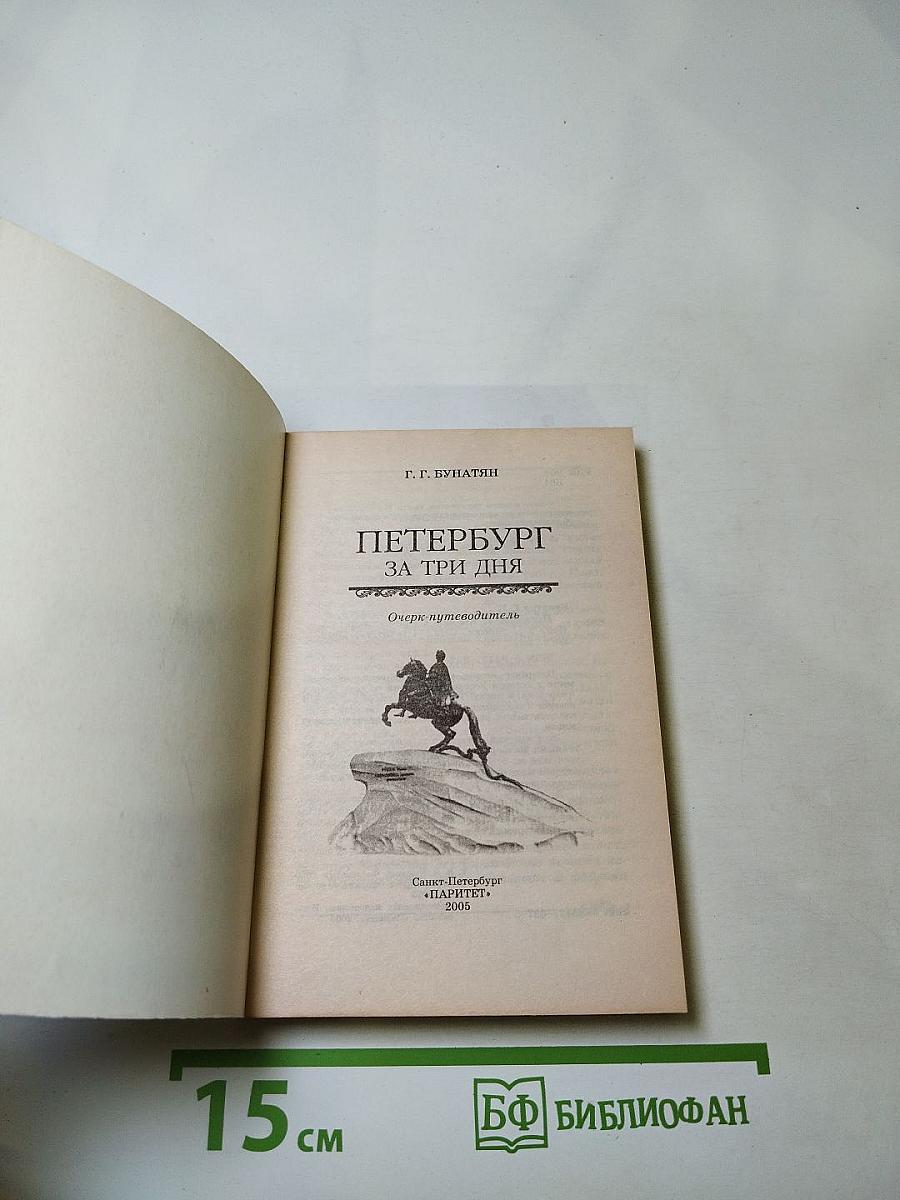 Г. Г. БУНАТЯН
ПЕТЕРБУРГ
ЗА ТРИ ДНЯ
Очерк-путеводитель
Санкт-Петербург
«ПАРИТЕТ»
2005
15 см
БФ БИБЛИОФАН